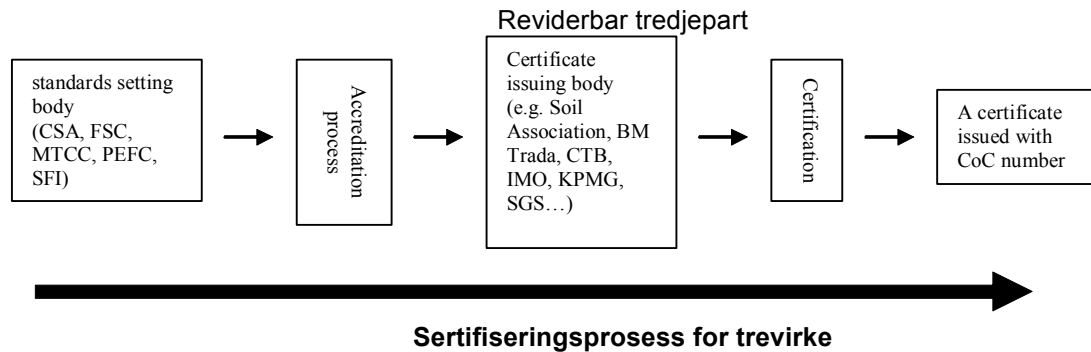 Reviderbar tredjepart
standards setting
body
(CSA, FSC,
MTCC, PEFC,
SFI)
Accreditation
process
Certificate
issuing body
(e.g. Soil
Association, BM
Trada, CTB,
IMO, KPMG,
SGS…)
Certification
A certificate
issued with
CoC number
Sertifiseringsprosess for trevirke